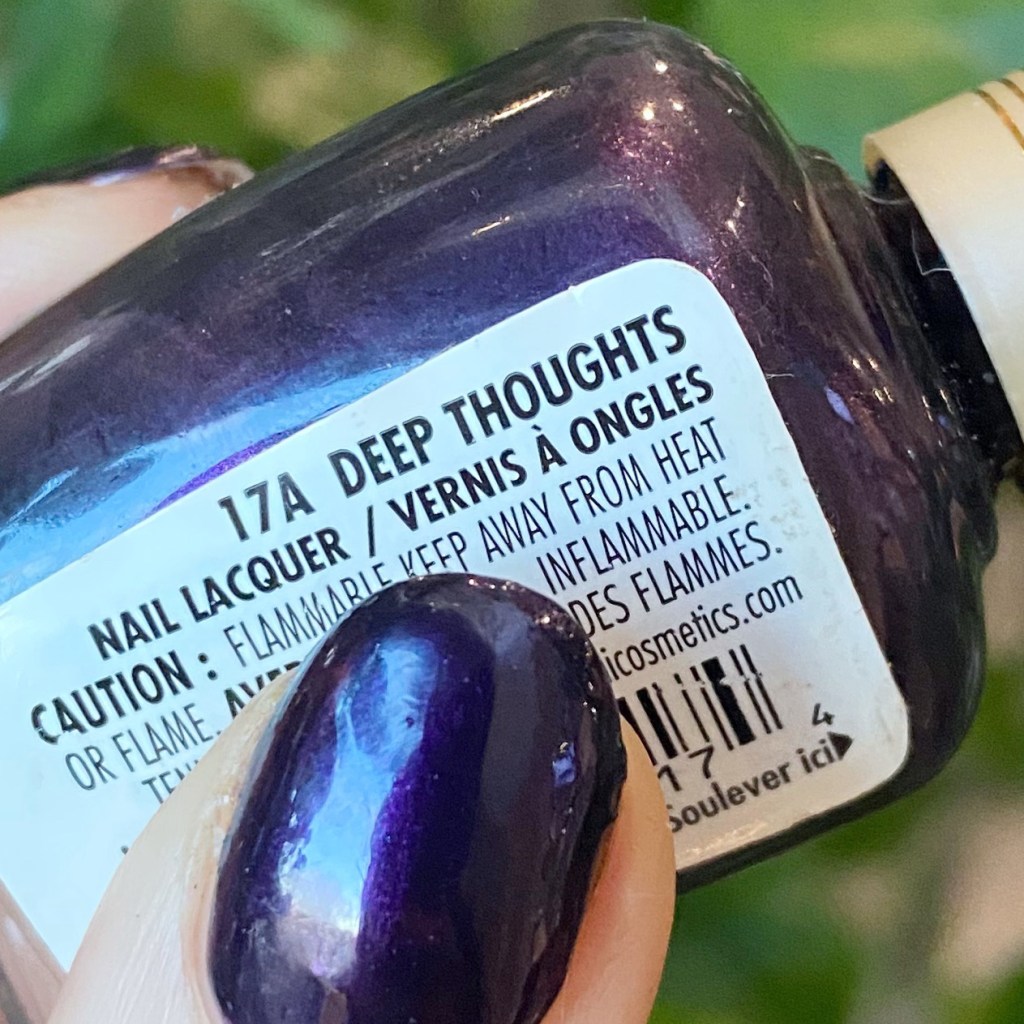 17A DEEP THOUGHTS
NAIL LACQUER / VERNIS À ONGLES
CAUTION : FLAMMABLE KEEP AWAY FROM HEAT
OR FLAME. INFLAMMABLE.
DES FLAMMES.
icosmetics.com
17 4
Soulever ici